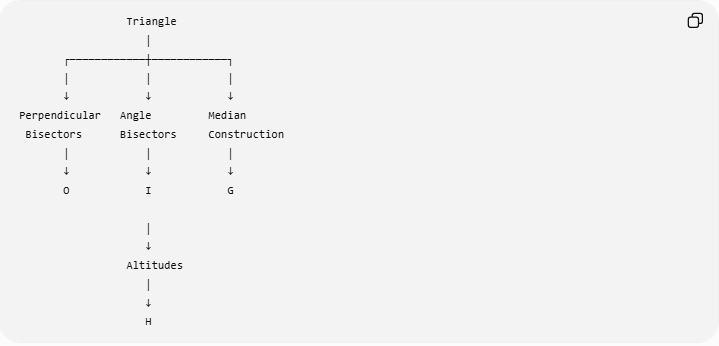 Triangle
Perpendicular Angle Median
Bisectors Bisectors Construction
O I G
Altitudes
H